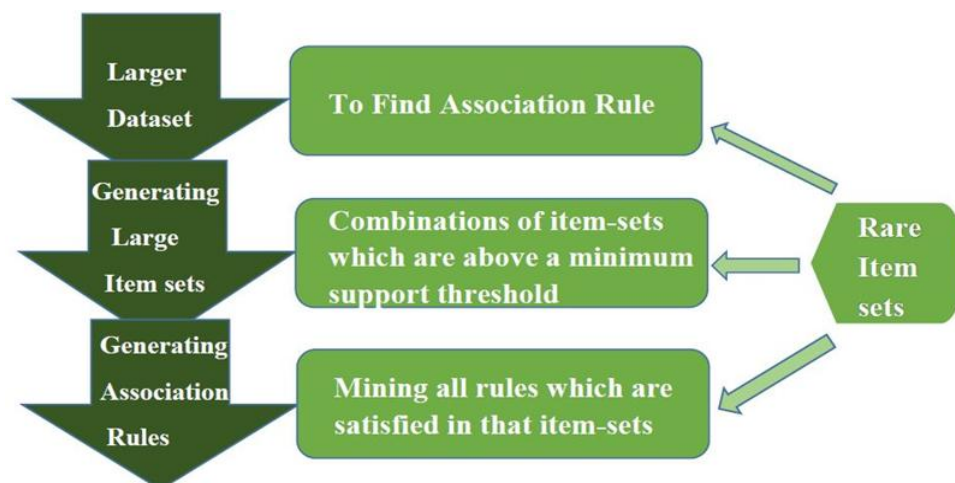 Larger
Dataset
To Find Association Rule
Generating
Large
Item sets
Combinations of item-sets
which are above a minimum
support threshold
Rare
Item
sets
Generating
Association
Rules
Mining all rules which are
satisfied in that item-sets